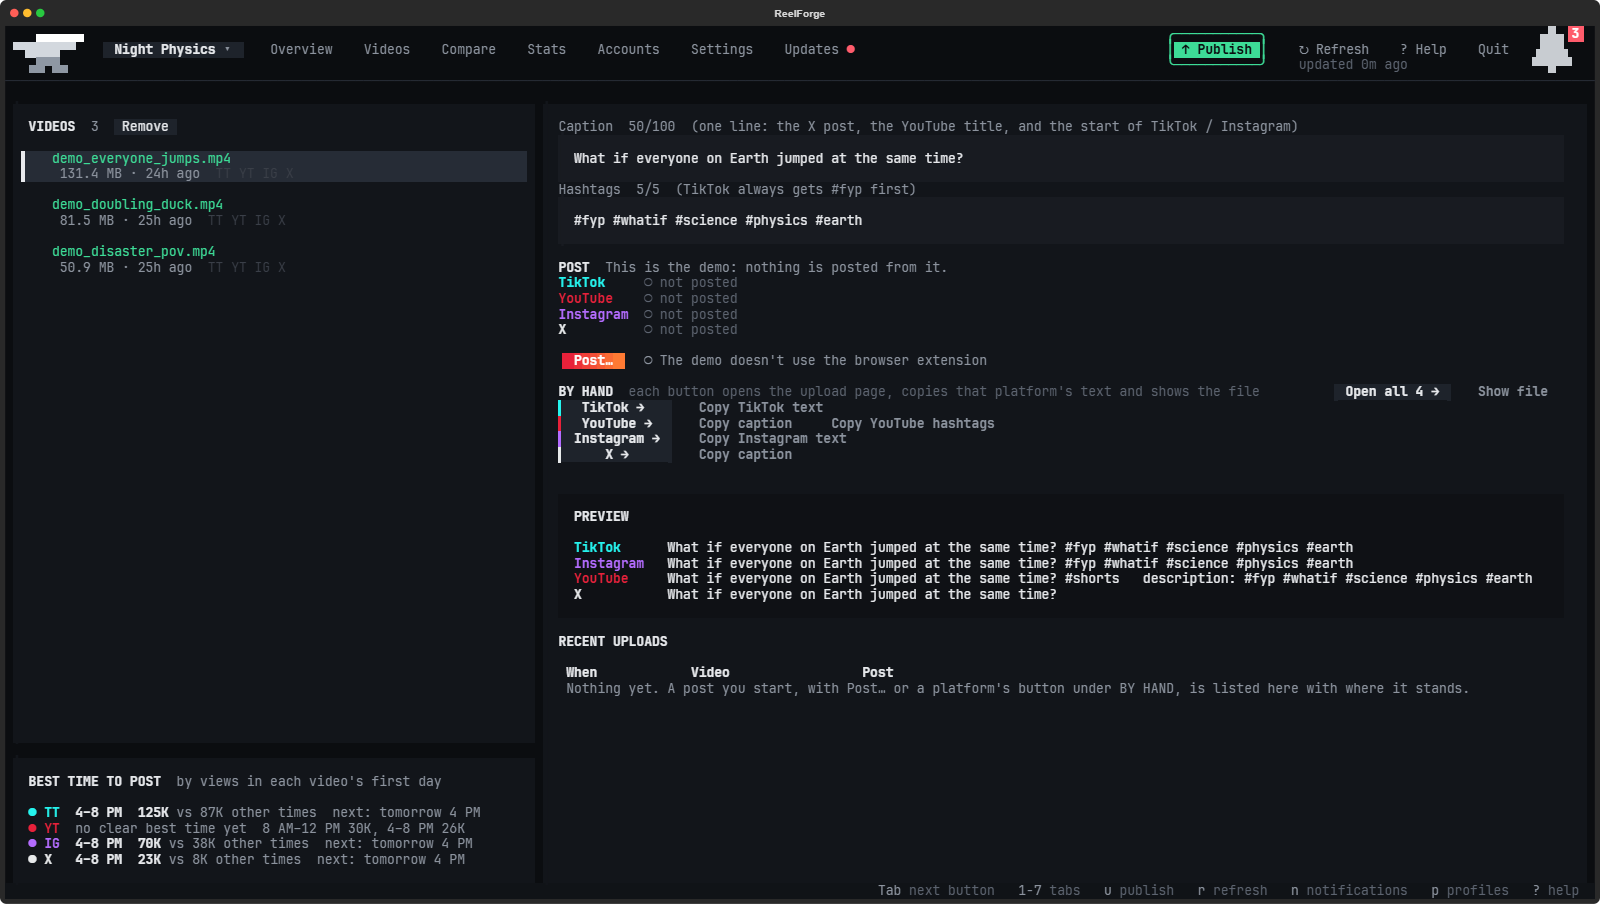 ReelForge
Night Physics ▾ Overview Videos Compare Stats Accounts Settings Updates ● ↑ Publish ↻ Refresh ? Help Quit 3
updated 0m ago
VIDEOS 3 Remove
demo_everyone_jumps.mp4
131.4 MB · 24h ago TT YT IG X
demo_doubling_duck.mp4
81.5 MB · 25h ago TT YT IG X
demo_disaster_pov.mp4
50.9 MB · 25h ago TT YT IG X
BEST TIME TO POST by views in each video's first day
● TT 4–8 PM 125K vs 87K other times next: tomorrow 4 PM
● YT no clear best time yet 8 AM–12 PM 30K, 4–8 PM 26K
● IG 4–8 PM 70K vs 38K other times next: tomorrow 4 PM
● X 4–8 PM 23K vs 8K other times next: tomorrow 4 PM
Caption 50/100 (one line: the X post, the YouTube title, and the start of TikTok / Instagram)
What if everyone on Earth jumped at the same time?
Hashtags 5/5 (TikTok always gets #fyp first)
#fyp #whatif #science #physics #earth
POST This is the demo: nothing is posted from it.
TikTok ○ not posted
YouTube ○ not posted
Instagram ○ not posted
X ○ not posted
Post… ○ The demo doesn't use the browser extension
BY HAND each button opens the upload page, copies that platform's text and shows the file Open all 4 → Show file
TikTok → Copy TikTok text
YouTube → Copy caption Copy YouTube hashtags
Instagram → Copy Instagram text
X → Copy caption
PREVIEW
TikTok What if everyone on Earth jumped at the same time? #fyp #whatif #science #physics #earth
Instagram What if everyone on Earth jumped at the same time? #fyp #whatif #science #physics #earth
YouTube What if everyone on Earth jumped at the same time? #shorts description: #fyp #whatif #science #physics #earth
X What if everyone on Earth jumped at the same time?
RECENT UPLOADS
When Video Post
Nothing yet. A post you start, with Post… or a platform's button under BY HAND, is listed here with where it stands.
Tab next button 1-7 tabs u publish r refresh n notifications p profiles ? help